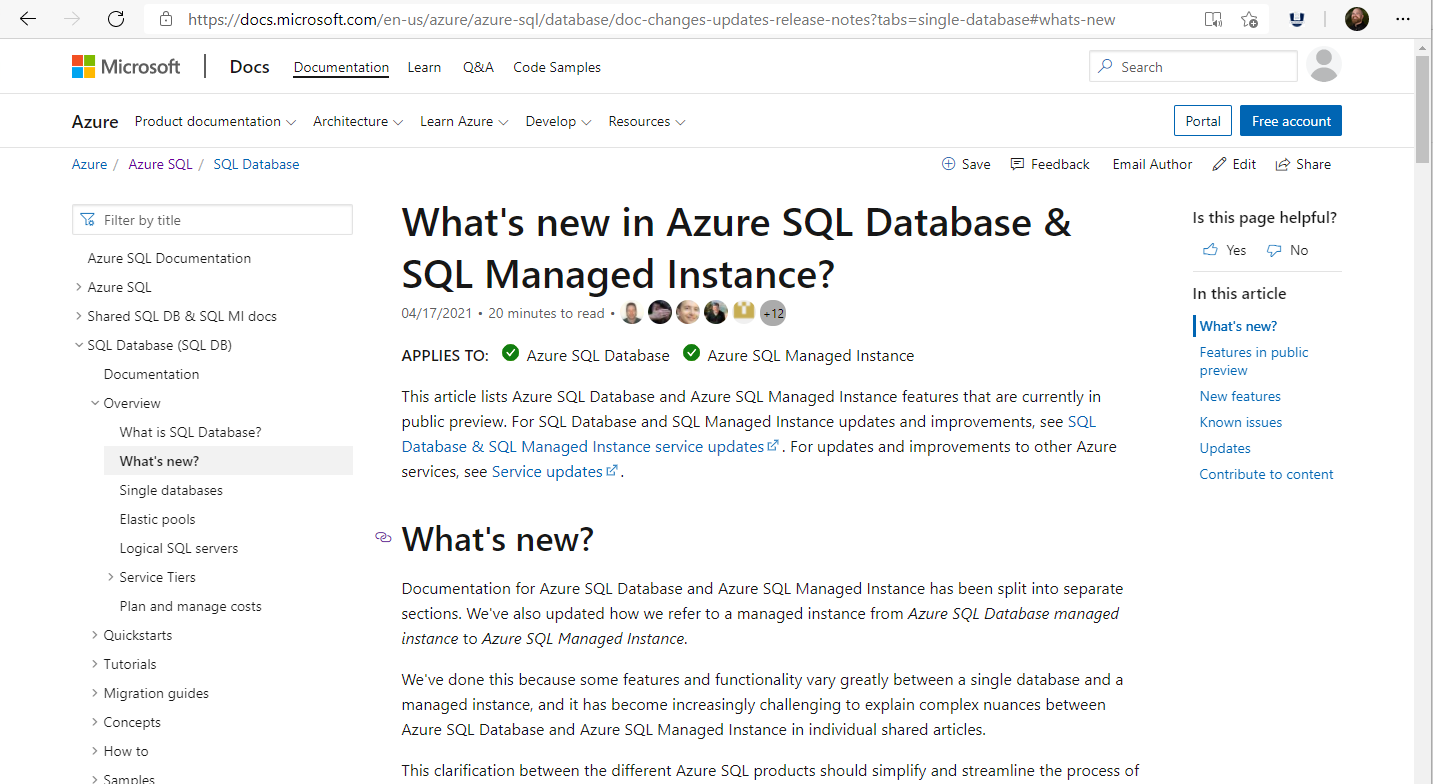 https://docs.microsoft.com/en-us/azure/azure-sql/database/doc-changes-updates-release-notes?tabs=single-database#whats-new
Microsoft
Docs
Documentation
Learn
Q&A
Code Samples
Search
Azure
Product documentation
Architecture
Learn Azure
Develop
Resources
Portal
Free account
Azure / Azure SQL / SQL Database
Save
Feedback
Email Author
Edit
Share
Filter by title
Azure SQL Documentation
Azure SQL
Shared SQL DB & SQL MI docs
SQL Database (SQL DB)
Documentation
Overview
What is SQL Database?
What's new?
Single databases
Elastic pools
Logical SQL servers
Service Tiers
Plan and manage costs
Quickstarts
Tutorials
Migration guides
Concepts
How to
Samples
What's new in Azure SQL Database &
SQL Managed Instance?
04/17/2021 • 20 minutes to read • +12
APPLIES TO: Azure SQL Database Azure SQL Managed Instance
This article lists Azure SQL Database and Azure SQL Managed Instance features that are currently in
public preview. For SQL Database and SQL Managed Instance updates and improvements, see SQL
Database & SQL Managed Instance service updates. For updates and improvements to other Azure
services, see Service updates.
What's new?
Documentation for Azure SQL Database and Azure SQL Managed Instance has been split into separate
sections. We've also updated how we refer to a managed instance from Azure SQL Database managed
instance to Azure SQL Managed Instance.
We've done this because some features and functionality vary greatly between a single database and a
managed instance, and it has become increasingly challenging to explain complex nuances between
Azure SQL Database and Azure SQL Managed Instance in individual shared articles.
This clarification between the different Azure SQL products should simplify and streamline the process of
Is this page helpful?
Yes
No
In this article
What's new?
Features in public
preview
New features
Known issues
Updates
Contribute to content